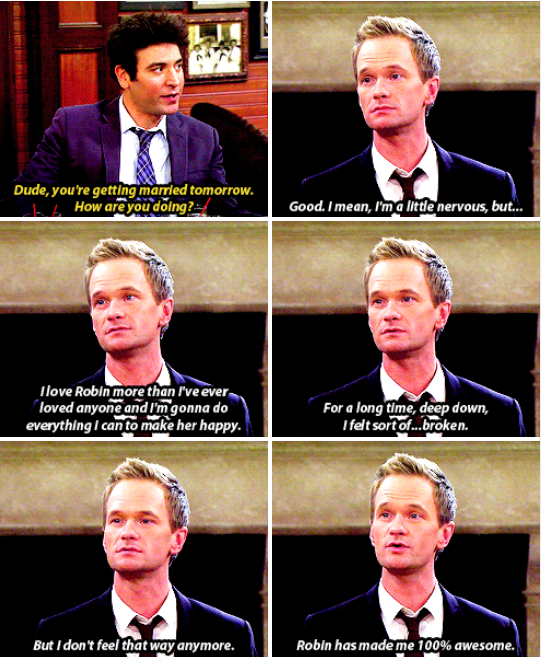 Dude, you're getting married tomorrow.
How are you doing?
Good. I mean, I'm a little nervous, but...
I love Robin more than I've ever
loved anyone and I'm gonna do
everything I can to make her happy.
For a long time, deep down,
I felt sort of...broken.
But I don't feel that way anymore.
Robin has made me 100% awesome.